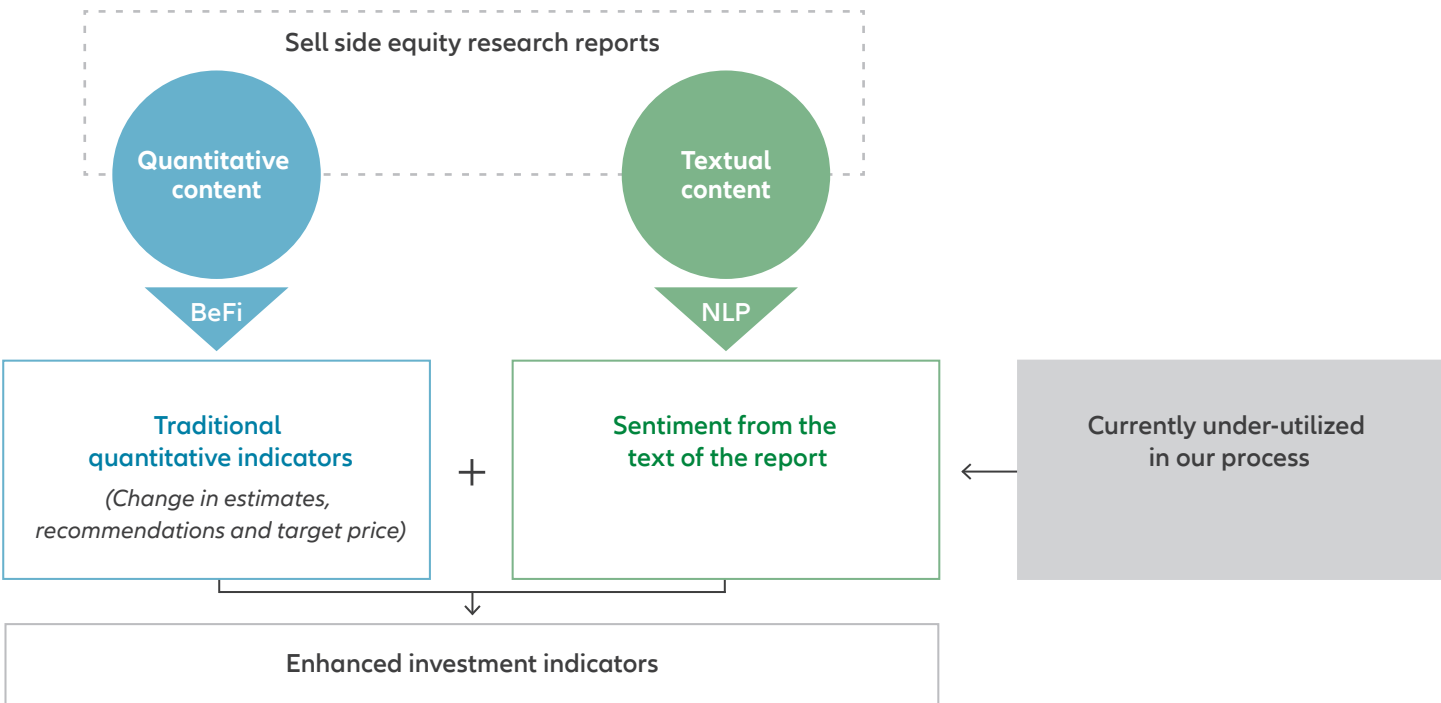 Sell side equity research reports
Quantitative
content
Textual
content
BeFi
NLP
Traditional
quantitative indicators
(Change in estimates,
recommendations and target price)
+
Sentiment from the
text of the report
Currently under-utilized
in our process
Enhanced investment indicators